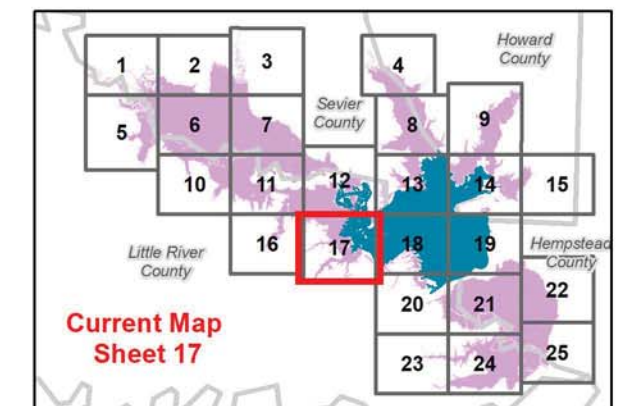 Howard
County
1 2 3 4
Sevier
County
5 6 7 8 9
10 11 12 13 14 15
Little River
County
16 17 18 19
Hempstead
County
20 21 22
Current Map
Sheet 17
23 24 25